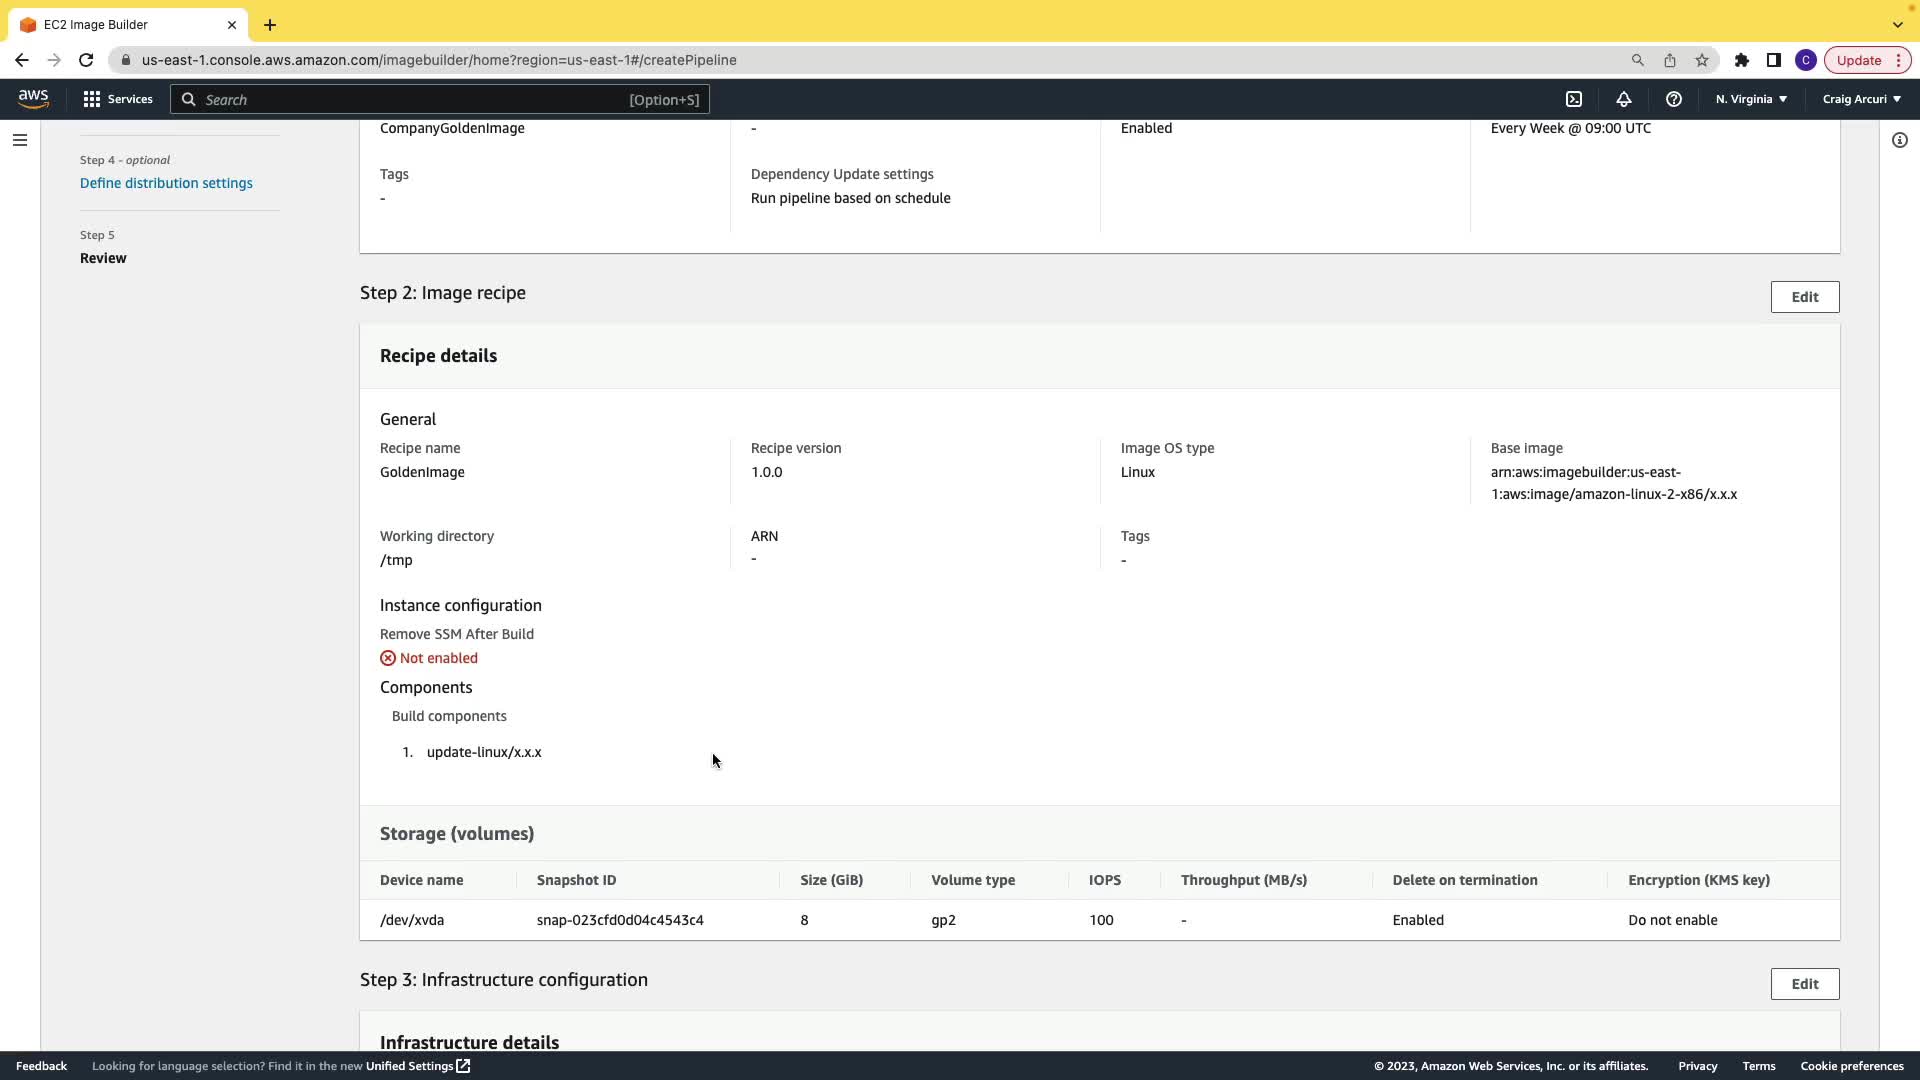 EC2 Image Builder
us-east-1.console.aws.amazon.com/imagebuilder/home?region=us-east-1#/createPipeline
C
Update
aws
Services
Search
[Option+S]
N. Virginia
Craig Arcuri
Step 4 - optional
Define distribution settings
Step 5
Review
CompanyGoldenImage
-
Enabled
Every Week @ 09:00 UTC
Tags
-
Dependency Update settings
Run pipeline based on schedule
Step 2: Image recipe
Edit
Recipe details
General
Recipe name
GoldenImage
Recipe version
1.0.0
Image OS type
Linux
Base image
arn:aws:imagebuilder:us-east-
1:aws:image/amazon-linux-2-x86/x.x.x
Working directory
/tmp
ARN
-
Tags
-
Instance configuration
Remove SSM After Build
Not enabled
Components
Build components
1. update-linux/x.x.x
Storage (volumes)
Device name Snapshot ID Size (GiB) Volume type IOPS Throughput (MB/s) Delete on termination Encryption (KMS key)
/dev/xvda snap-023cfd0d04c4543c4 8 gp2 100 - Enabled Do not enable
Step 3: Infrastructure configuration
Edit
Infrastructure details
Feedback
Looking for language selection? Find it in the new Unified Settings
© 2023, Amazon Web Services, Inc. or its affiliates.
Privacy
Terms
Cookie preferences